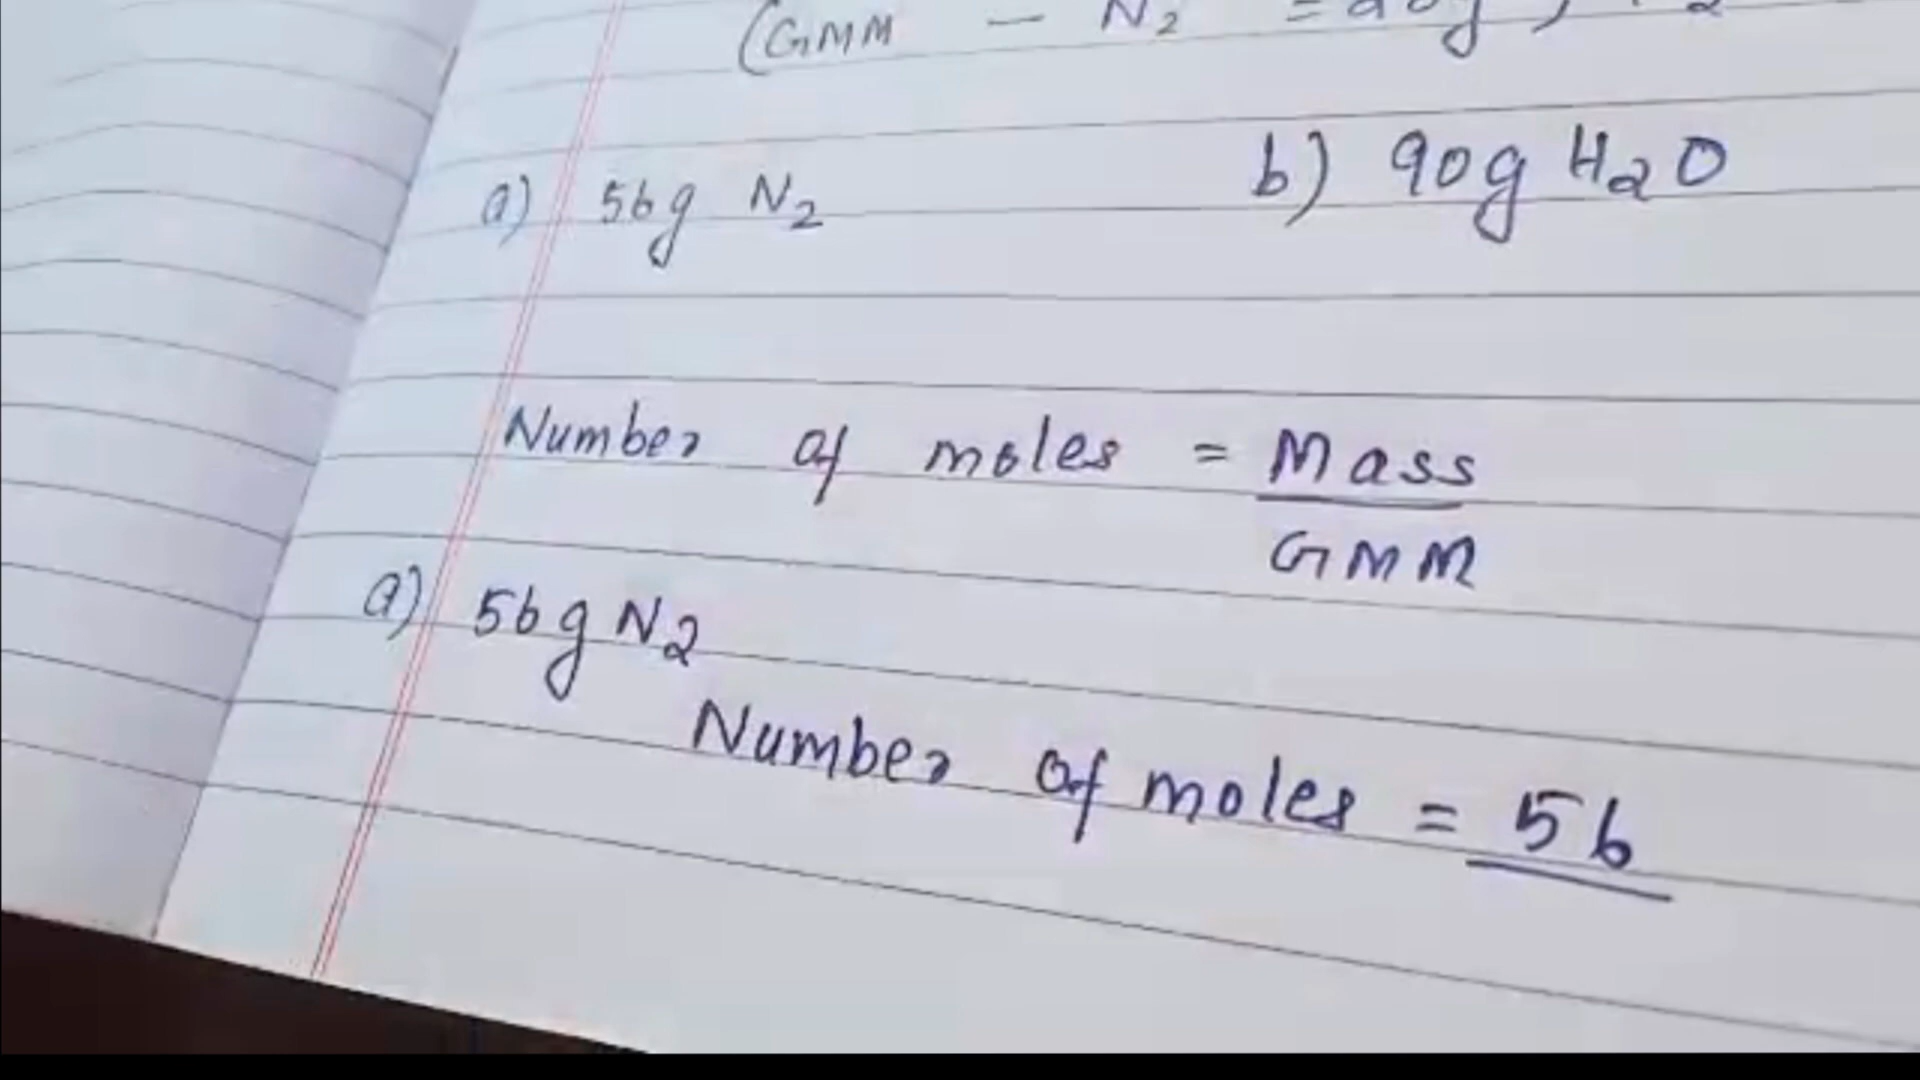 (GMM - N2
a) 56g N2 b) 90g H2O
Number of moles = Mass
GMM
a) 56g N2
Number of moles = 56